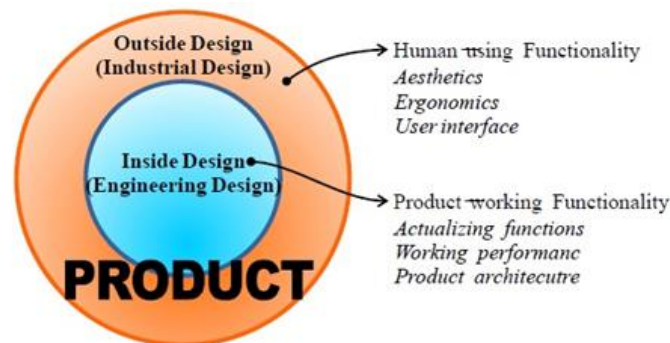 Outside Design
(Industrial Design)
Inside Design
(Engineering Design)
PRODUCT
Human using Functionality
Aesthetics
Ergonomics
User interface
Product working Functionality
Actualizing functions
Working performanc
Product architecutre